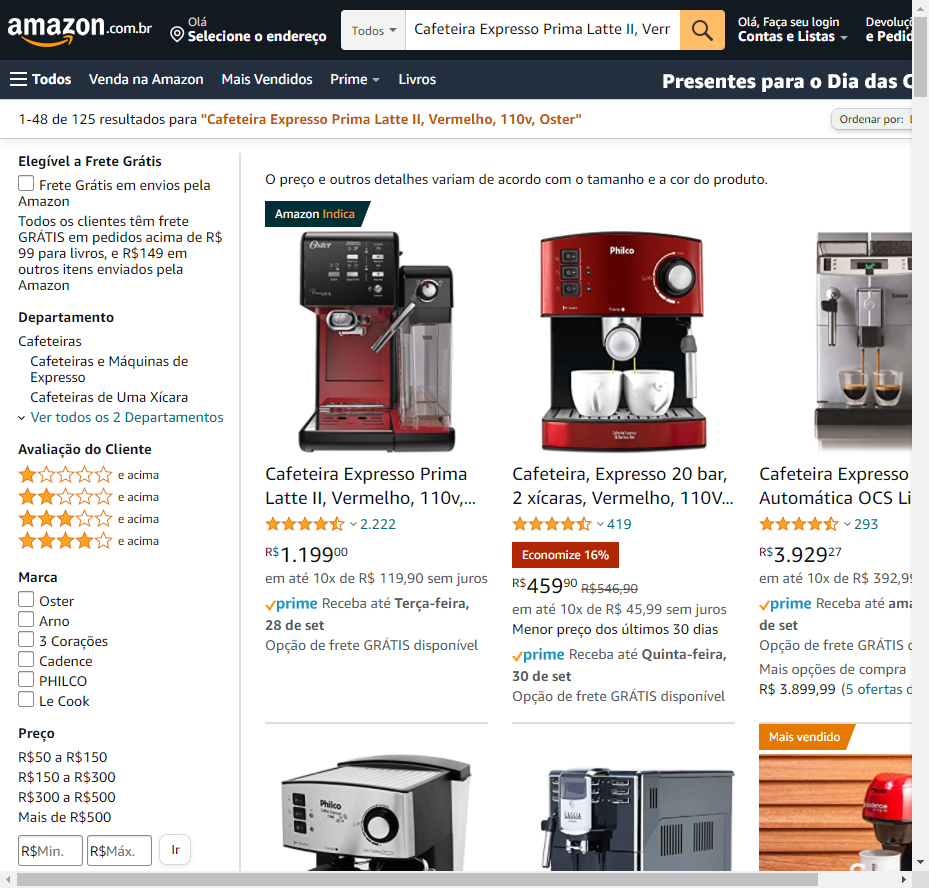 amazon.com.br
Olá
Selecione o endereço
Todos
Cafeteira Expresso Prima Latte II, Verr
Olá, Faça seu login
Contas e Listas
Devoluç
e Pedid
Todos
Venda na Amazon
Mais Vendidos
Prime
Livros
Presentes para o Dia das C
1-48 de 125 resultados para "Cafeteira Expresso Prima Latte II, Vermelho, 110v, Oster"
Ordenar por:
Elegível a Frete Grátis
Frete Grátis em envios pela
Amazon
Todos os clientes têm frete
GRÁTIS em pedidos acima de R$
99 para livros, e R$149 em
outros itens enviados pela
Amazon
Departamento
Cafeteiras
Cafeteiras e Máquinas de
Expresso
Cafeteiras de Uma Xícara
Ver todos os 2 Departamentos
Avaliação do Cliente
e acima
e acima
e acima
e acima
Marca
Oster
Arno
3 Corações
Cadence
PHILCO
Le Cook
Preço
R$50 a R$150
R$150 a R$300
R$300 a R$500
Mais de R$500
R$Min.
R$Máx.
Ir
O preço e outros detalhes variam de acordo com o tamanho e a cor do produto.
Amazon Indica
Oster
Cafeteira Expresso Prima
Latte II, Vermelho, 110v,...
2.222
R$1.19900
em até 10x de R$ 119,90 sem juros
prime Receba até Terça-feira,
28 de set
Opção de frete GRÁTIS disponível
Philco
Cafeteira, Expresso 20 bar,
2 xícaras, Vermelho, 110V...
419
Economize 16%
R$45990 R$546,90
em até 10x de R$ 45,99 sem juros
Menor preço dos últimos 30 dias
prime Receba até Quinta-feira,
30 de set
Opção de frete GRÁTIS disponível
Cafeteira Expresso
Automática OCS Li
293
R$3.92927
em até 10x de R$ 392,9
prime Receba até ama
de set
Opção de frete GRÁTIS d
Mais opções de compra
R$ 3.899,99 (5 ofertas d
Philco
GAGGIA
Mais vendido
cadence